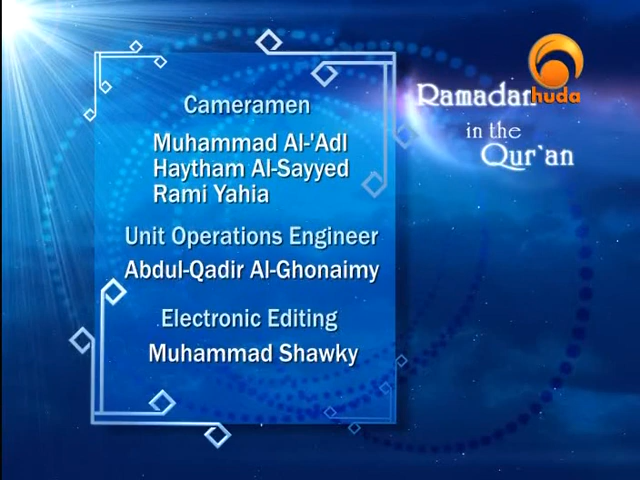 Cameramen
Muhammad Al-'Adl
Haytham Al-Sayyed
Rami Yahia
Unit Operations Engineer
Abdul-Qadir Al-Ghonaimy
Electronic Editing
Muhammad Shawky
Ramadan
huda
in the
Qur`an